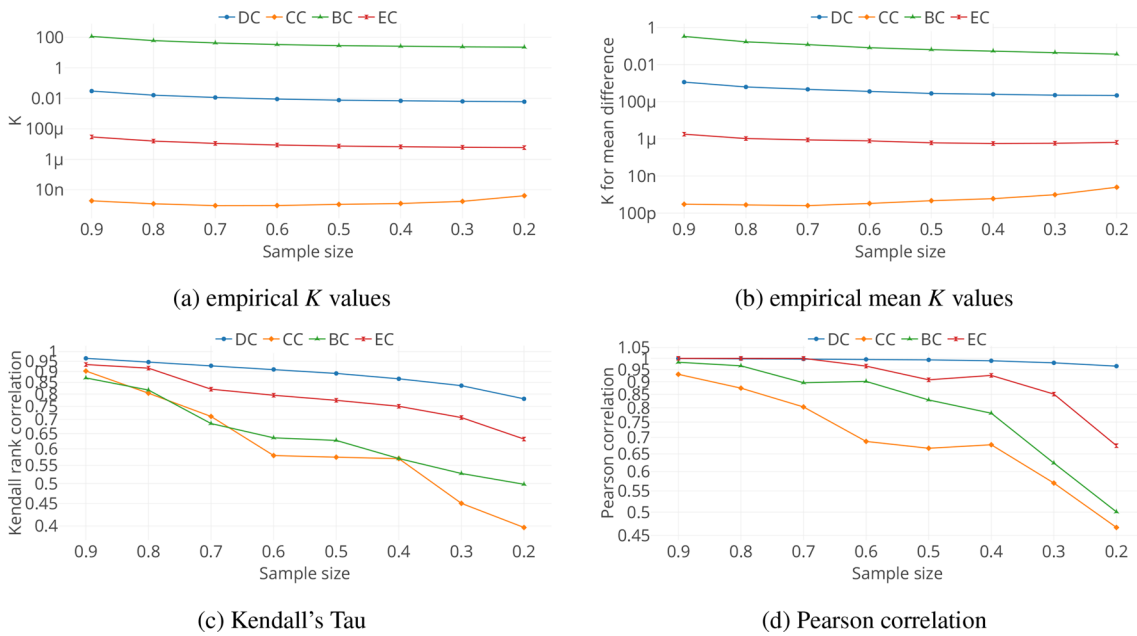 DC CC BC EC
100
1
0.01
100μ
1μ
10n
K
0.9 0.8 0.7 0.6 0.5 0.4 0.3 0.2
Sample size
(a) empirical K values
DC CC BC EC
1
0.01
100μ
1μ
10n
100p
K for mean difference
0.9 0.8 0.7 0.6 0.5 0.4 0.3 0.2
Sample size
(b) empirical mean K values
DC CC BC EC
1
0.95
0.9
0.85
0.8
0.75
0.7
0.65
0.6
0.55
0.5
0.45
0.4
Kendall rank correlation
0.9 0.8 0.7 0.6 0.5 0.4 0.3 0.2
Sample size
(c) Kendall's Tau
DC CC BC EC
1.05
1
0.95
0.9
0.85
0.8
0.75
0.7
0.65
0.6
0.55
0.5
0.45
Pearson correlation
0.9 0.8 0.7 0.6 0.5 0.4 0.3 0.2
Sample size
(d) Pearson correlation